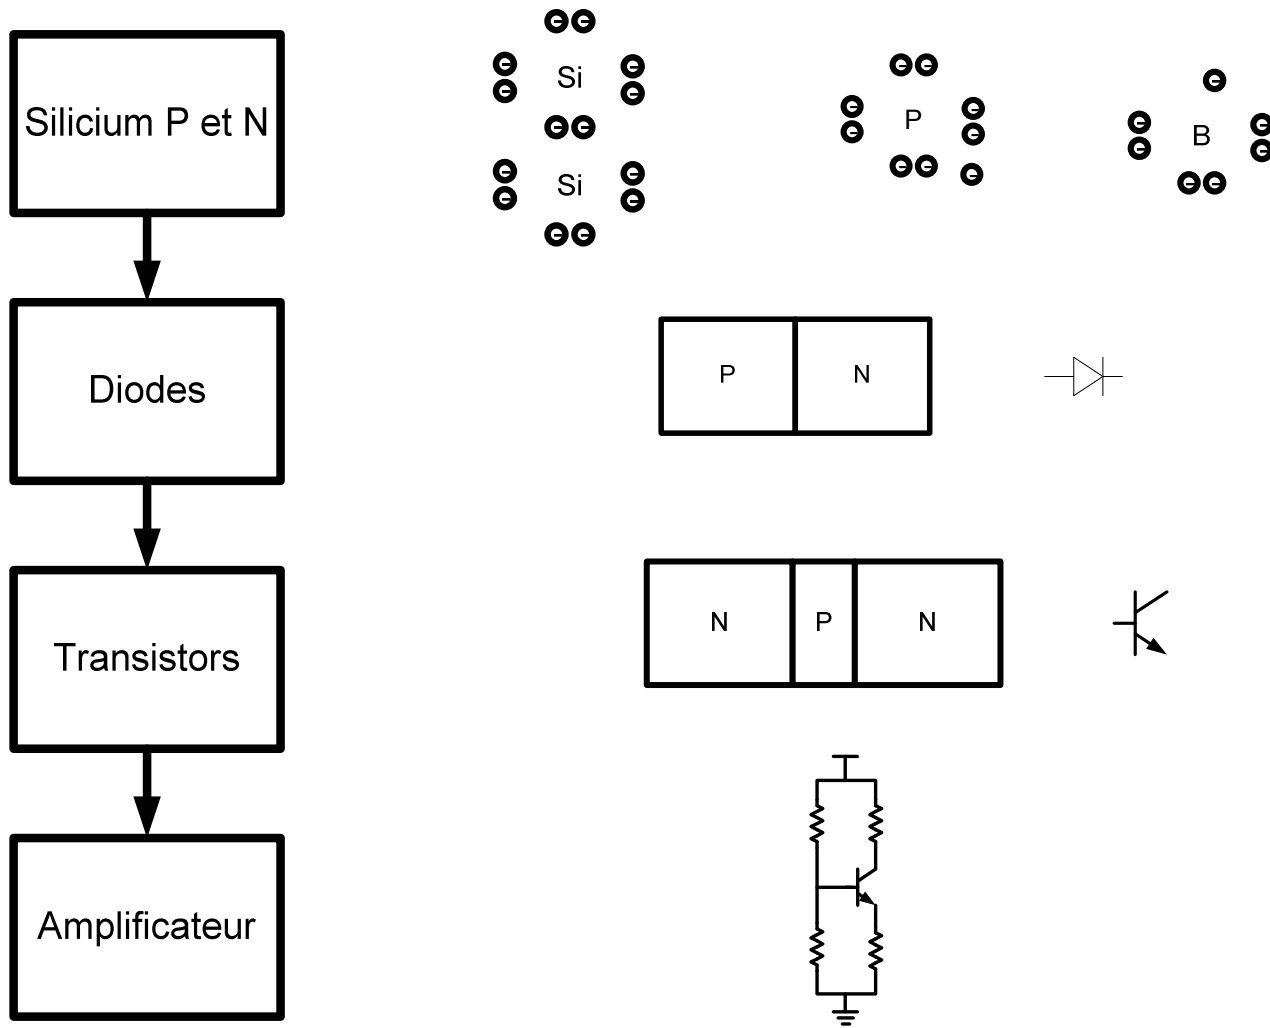 Silicium P et N
Si
Si
P
B
Diodes
P
N
Transistors
N
P
N
Amplificateur